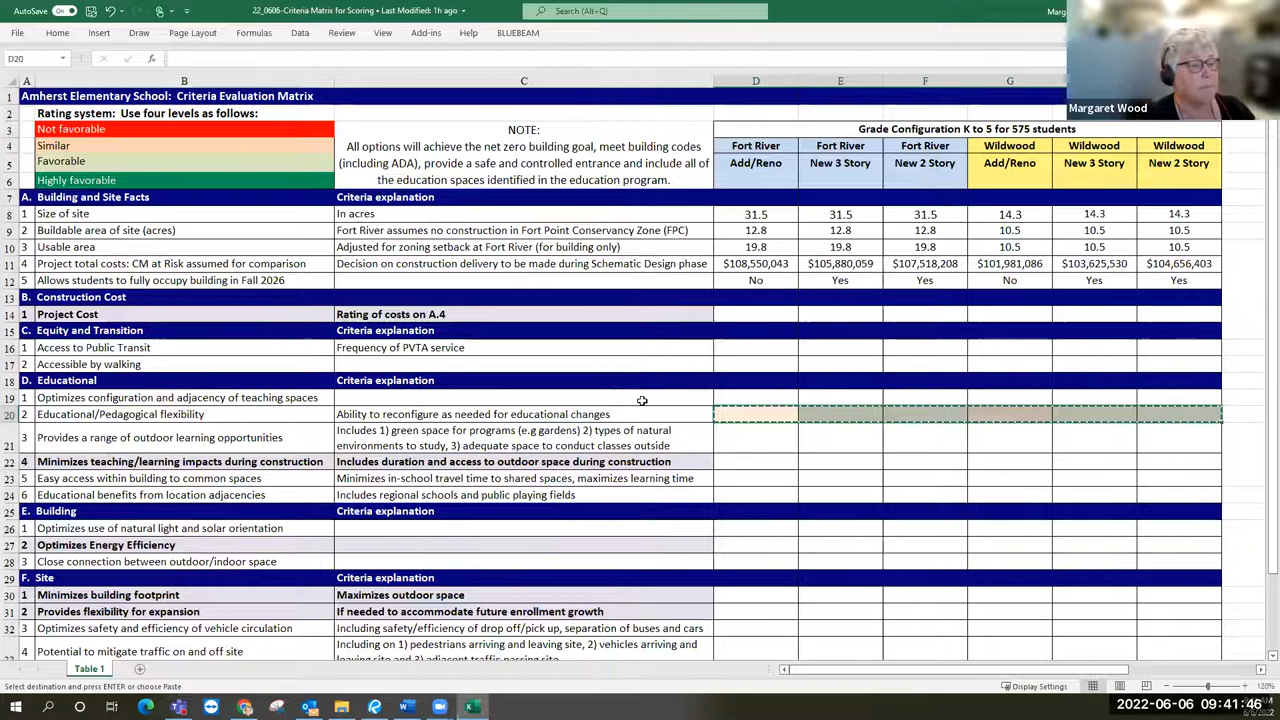 AutoSave On 22_0606-Criteria Matrix for Scoring • Last Modified: 1h ago Search (Alt+Q)
File Home Insert Draw Page Layout Formulas Data Review View Add-ins Help BLUEBEAM
Margaret Wood
D20 fx
A B C D E F G
1 Amherst Elementary School: Criteria Evaluation Matrix
2 Rating system: Use four levels as follows:
3 Not favorable NOTE: Grade Configuration K to 5 for 575 students
4 Similar All options will achieve the net zero building goal, meet building codes Fort River Fort River Fort River Wildwood Wildwood Wildwood
5 Favorable (including ADA), provide a safe and controlled entrance and include all of Add/Reno New 3 Story New 2 Story Add/Reno New 3 Story New 2 Story
6 Highly favorable the education spaces identified in the education program.
7 A. Building and Site Facts Criteria explanation
8 1 Size of site In acres 31.5 31.5 31.5 14.3 14.3 14.3
9 2 Buildable area of site (acres) Fort River assumes no construction in Fort Point Conservancy Zone (FPC) 12.8 12.8 12.8 10.5 10.5 10.5
10 3 Usable area Adjusted for zoning setback at Fort River (for building only) 19.8 19.8 19.8 10.5 10.5 10.5
11 4 Project total costs: CM at Risk assumed for comparison Decision on construction delivery to be made during Schematic Design phase $108,550,043 $105,880,059 $107,518,208 $101,981,086 $103,625,530 $104,656,403
12 5 Allows students to fully occupy building in Fall 2026 No Yes Yes No Yes Yes
13 B. Construction Cost
14 1 Project Cost Rating of costs on A.4
15 C. Equity and Transition Criteria explanation
16 1 Access to Public Transit Frequency of PVTA service
17 2 Accessible by walking
18 D. Educational Criteria explanation
19 1 Optimizes configuration and adjacency of teaching spaces
20 2 Educational/Pedagogical flexibility Ability to reconfigure as needed for educational changes
21 3 Provides a range of outdoor learning opportunities Includes 1) green space for programs (e.g gardens) 2) types of natural
environments to study, 3) adequate space to conduct classes outside
22 4 Minimizes teaching/learning impacts during construction Includes duration and access to outdoor space during construction
23 5 Easy access within building to common spaces Minimizes in-school travel time to shared spaces, maximizes learning time
24 6 Educational benefits from location adjacencies Includes regional schools and public playing fields
25 E. Building Criteria explanation
26 1 Optimizes use of natural light and solar orientation
27 2 Optimizes Energy Efficiency
28 3 Close connection between outdoor/indoor space
29 F. Site Criteria explanation
30 1 Minimizes building footprint Maximizes outdoor space
31 2 Provides flexibility for expansion If needed to accommodate future enrollment growth
32 3 Optimizes safety and efficiency of vehicle circulation Including safety/efficiency of drop off/pick up, separation of buses and cars
4 Potential to mitigate traffic on and off site Including on 1) pedestrians arriving and leaving site, 2) vehicles arriving and
Table 1
Select destination and press ENTER or choose Paste Display Settings 120%
2022-06-06 09:41:46